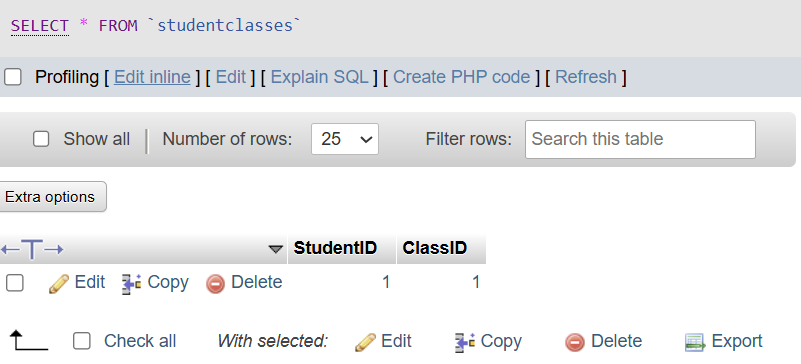 SELECT * FROM `studentclasses`
Profiling [ Edit inline ] [ Edit ] [ Explain SQL ] [ Create PHP code ] [ Refresh ]
Show all Number of rows: 25 Filter rows: Search this table
Extra options
←T→ StudentID ClassID
Edit Copy Delete 1 1
Check all With selected: Edit Copy Delete Export